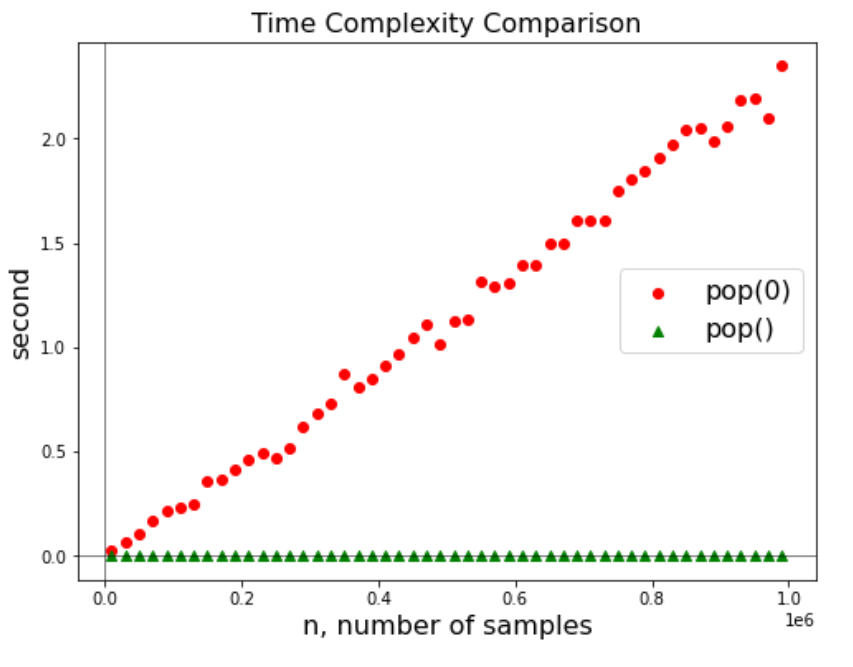 Time Complexity Comparison
second
2.0
1.5
1.0
0.5
0.0
pop(0)
pop()
0.0 0.2 0.4 0.6 0.8 1.0
1e6
n, number of samples